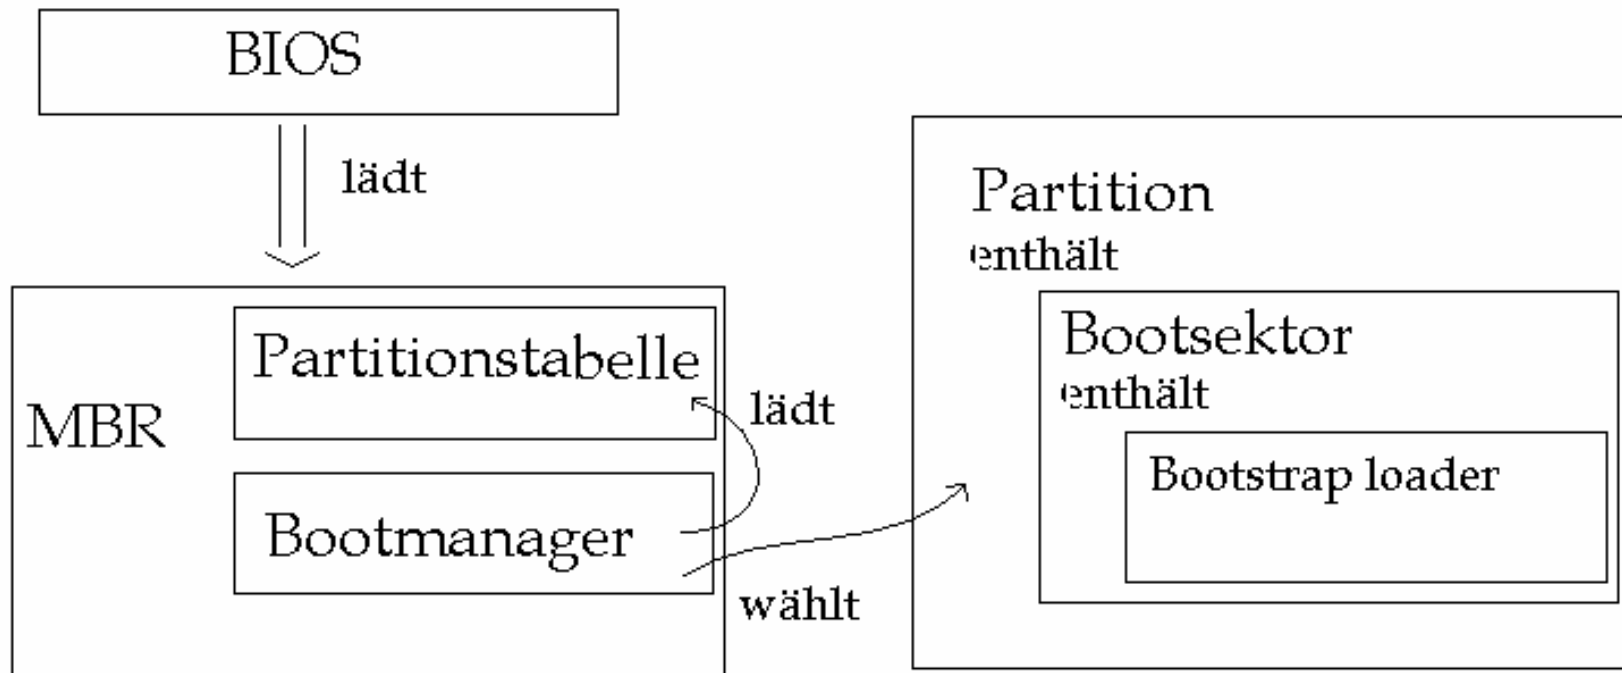 BIOS
lädt
MBR
Partitionstabelle
lädt
Bootmanager
wählt
Partition
enthält
Bootsektor
enthält
Bootstrap loader